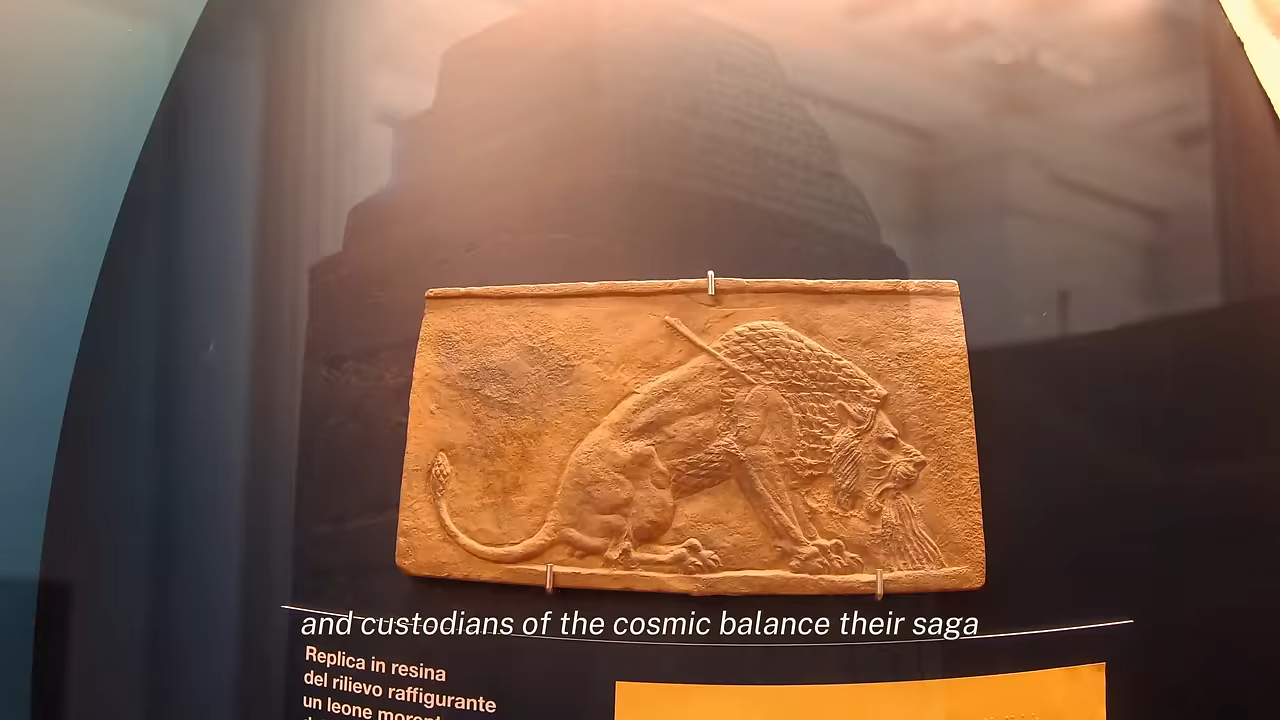 and custodians of the cosmic balance their saga
Replica in resina
del rilievo raffigurante
un leone